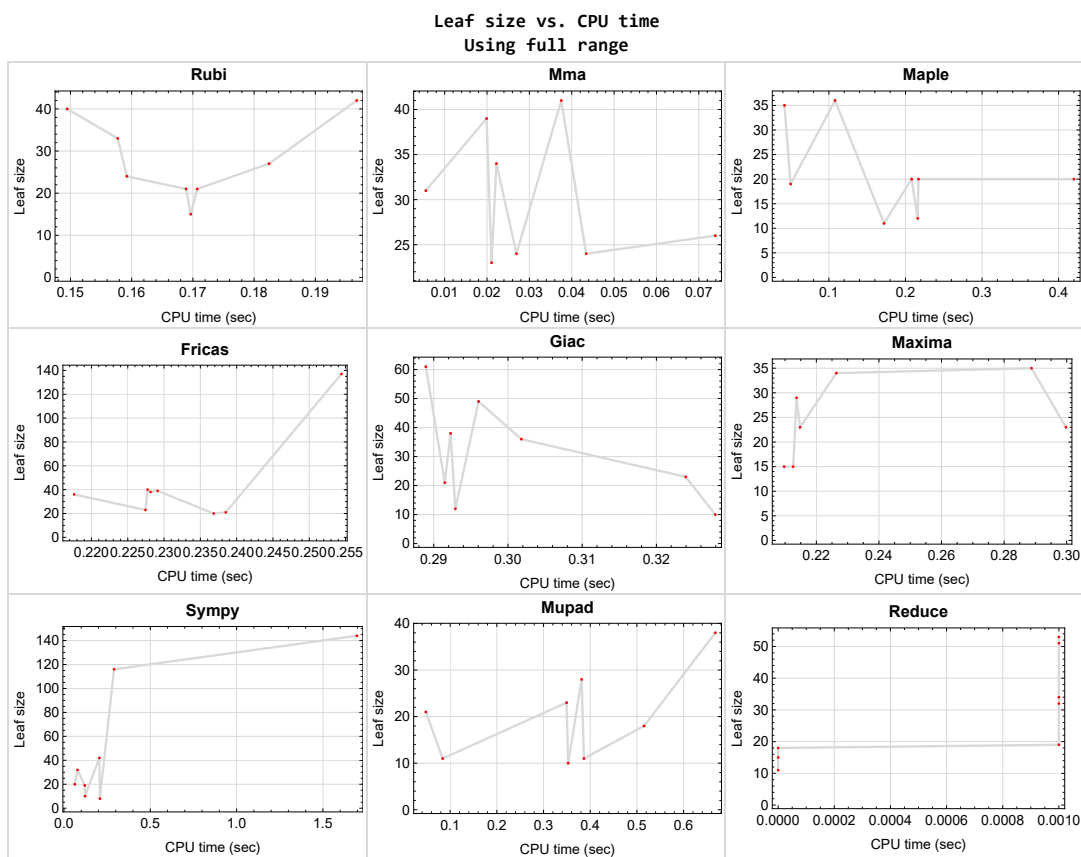 Leaf size vs. CPU time
Using full range
Rubi
Leaf size
40
30
20
10
0
0.15 0.16 0.17 0.18 0.19
CPU time (sec)
Mma
Leaf size
40
35
30
25
0.01 0.02 0.03 0.04 0.05 0.06 0.07
CPU time (sec)
Maple
Leaf size
35
30
25
20
15
10
5
0
0.1 0.2 0.3 0.4
CPU time (sec)
Fricas
Leaf size
140
120
100
80
60
40
20
0
0.220 0.225 0.230 0.235 0.240 0.245 0.250 0.255
CPU time (sec)
Giac
Leaf size
60
50
40
30
20
10
0
0.29 0.30 0.32
CPU time (sec)
Maxima
Leaf size
35
30
25
20
15
10
5
0
0.22 0.24 0.26 0.28 0.30
CPU time (sec)
Sympy
Leaf size
140
120
100
80
60
40
20
0
0.0 0.5 1.0 1.5
CPU time (sec)
Mupad
Leaf size
40
30
20
10
0
0.1 0.2 0.3 0.4 0.5 0.6
CPU time (sec)
Reduce
Leaf size
50
40
30
20
10
0
0.0000 0.0002 0.0004 0.0006 0.0008 0.0010
CPU time (sec)